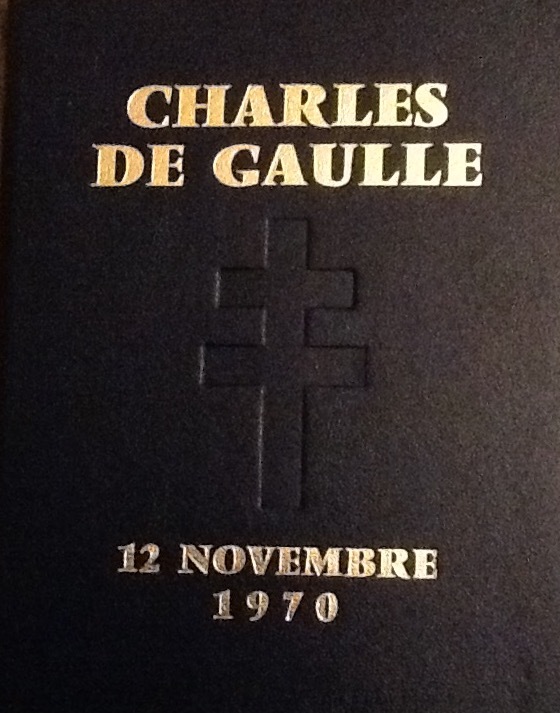 CHARLES
DE GAULLE
12 NOVEMBRE
1970